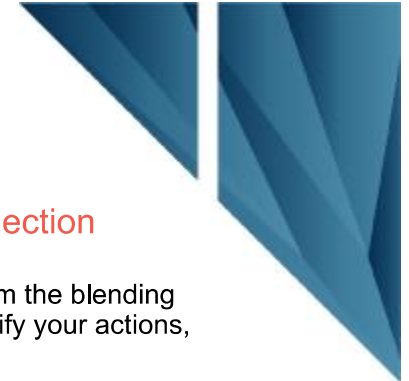 ection
m the blending
ify your actions,